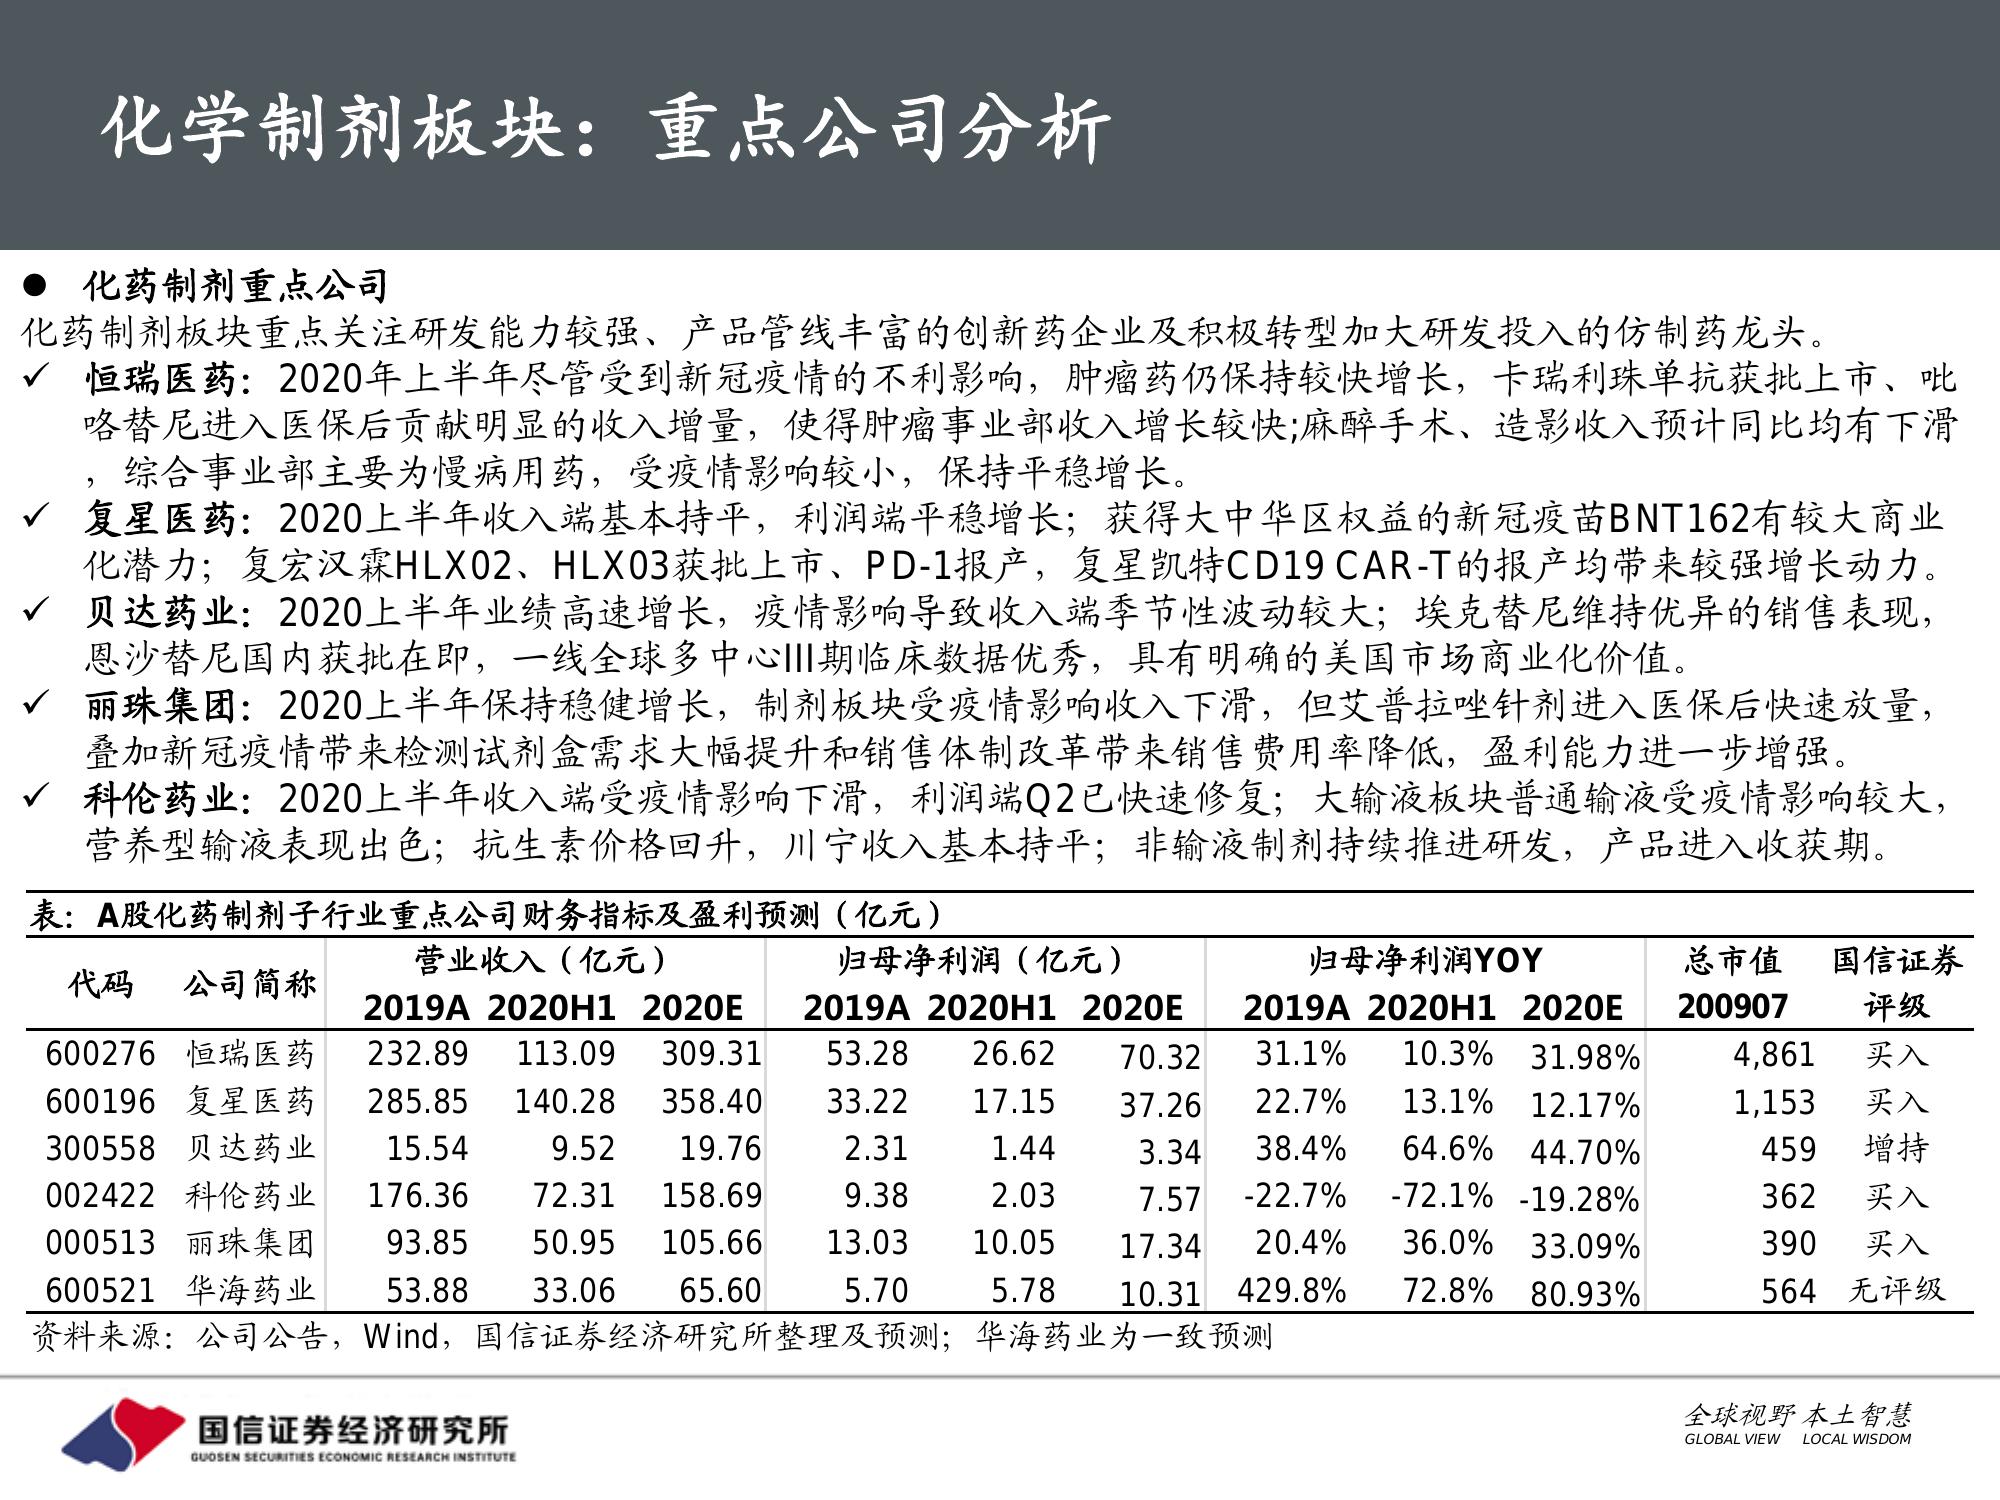 化学制剂板块：重点公司分析
● 化药制剂重点公司
化药制剂板块重点关注研发能力较强、产品管线丰富的创新药企业及积极转型加大研发投入的仿制药龙头。
✓ 恒瑞医药：2020年上半年尽管受到新冠疫情的不利影响，肿瘤药仍保持较快增长，卡瑞利珠单抗获批上市、吡
咯替尼进入医保后贡献明显的收入增量，使得肿瘤事业部收入增长较快;麻醉手术、造影收入预计同比均有下滑
，综合事业部主要为慢病用药，受疫情影响较小，保持平稳增长。
✓ 复星医药：2020上半年收入端基本持平，利润端平稳增长；获得大中华区权益的新冠疫苗BNT162有较大商业
化潜力；复宏汉霖HLX02、HLX03获批上市、PD-1报产，复星凯特CD19 CAR-T的报产均带来较强增长动力。
✓ 贝达药业：2020上半年业绩高速增长，疫情影响导致收入端季节性波动较大；埃克替尼维持优异的销售表现，
恩沙替尼国内获批在即，一线全球多中心III期临床数据优秀，具有明确的美国市场商业化价值。
✓ 丽珠集团：2020上半年保持稳健增长，制剂板块受疫情影响收入下滑，但艾普拉唑针剂进入医保后快速放量，
叠加新冠疫情带来检测试剂盒需求大幅提升和销售体制改革带来销售费用率降低，盈利能力进一步增强。
✓ 科伦药业：2020上半年收入端受疫情影响下滑，利润端Q2已快速修复；大输液板块普通输液受疫情影响较大，
营养型输液表现出色；抗生素价格回升，川宁收入基本持平；非输液制剂持续推进研发，产品进入收获期。
表：A股化药制剂子行业重点公司财务指标及盈利预测（亿元）
代码 公司简称 营业收入（亿元） 归母净利润（亿元） 归母净利润YOY 总市值 国信证券
2019A 2020H1 2020E 2019A 2020H1 2020E 2019A 2020H1 2020E 200907 评级
600276 恒瑞医药 232.89 113.09 309.31 53.28 26.62 70.32 31.1% 10.3% 31.98% 4,861 买入
600196 复星医药 285.85 140.28 358.40 33.22 17.15 37.26 22.7% 13.1% 12.17% 1,153 买入
300558 贝达药业 15.54 9.52 19.76 2.31 1.44 3.34 38.4% 64.6% 44.70% 459 增持
002422 科伦药业 176.36 72.31 158.69 9.38 2.03 7.57 -22.7% -72.1% -19.28% 362 买入
000513 丽珠集团 93.85 50.95 105.66 13.03 10.05 17.34 20.4% 36.0% 33.09% 390 买入
600521 华海药业 53.88 33.06 65.60 5.70 5.78 10.31 429.8% 72.8% 80.93% 564 无评级
资料来源：公司公告，Wind，国信证券经济研究所整理及预测；华海药业为一致预测
国信证券经济研究所
GUOSEN SECURITIES ECONOMIC RESEARCH INSTITUTE
全球视野 本土智慧
GLOBAL VIEW LOCAL WISDOM